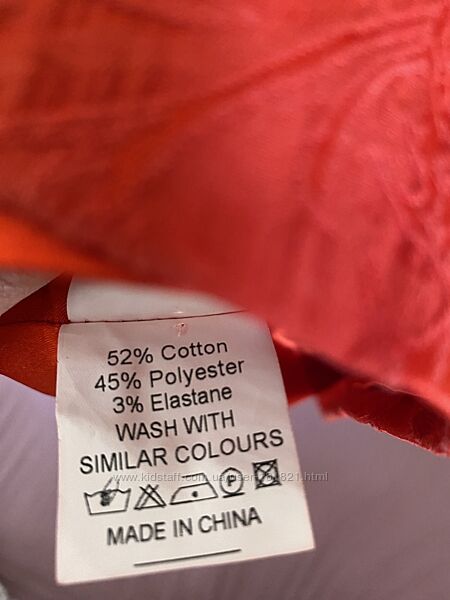 52% Cotton
45% Polyester
3% Elastane
WASH WITH
SIMILAR COLOURS
MADE IN CHINA